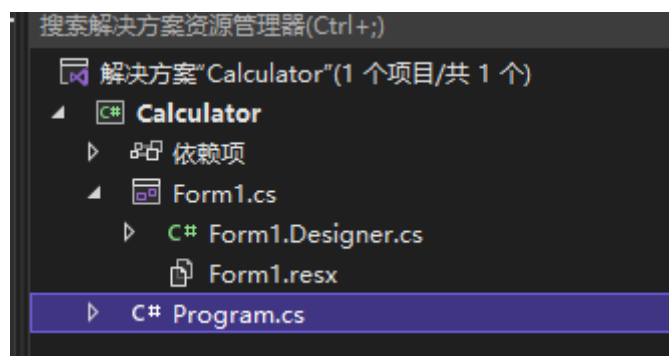 搜索解决方案资源管理器(Ctrl+;)
解决方案"Calculator"(1 个项目/共 1 个)
C# Calculator
依赖项
Form1.cs
C# Form1.Designer.cs
Form1.resx
C# Program.cs